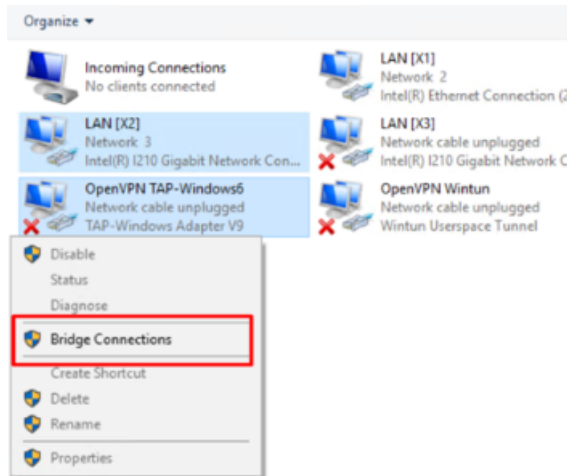 Organize
Incoming Connections
No clients connected
LAN [X1]
Network 2
Intel(R) Ethernet Connection (2
LAN [X2]
Network 3
Intel(R) I210 Gigabit Network Con...
LAN [X3]
Network cable unplugged
Intel(R) I210 Gigabit Network C
OpenVPN TAP-Windows6
Network cable unplugged
TAP-Windows Adapter V9
OpenVPN Wintun
Network cable unplugged
Wintun Userspace Tunnel
Disable
Status
Diagnose
Bridge Connections
Create Shortcut
Delete
Rename
Properties